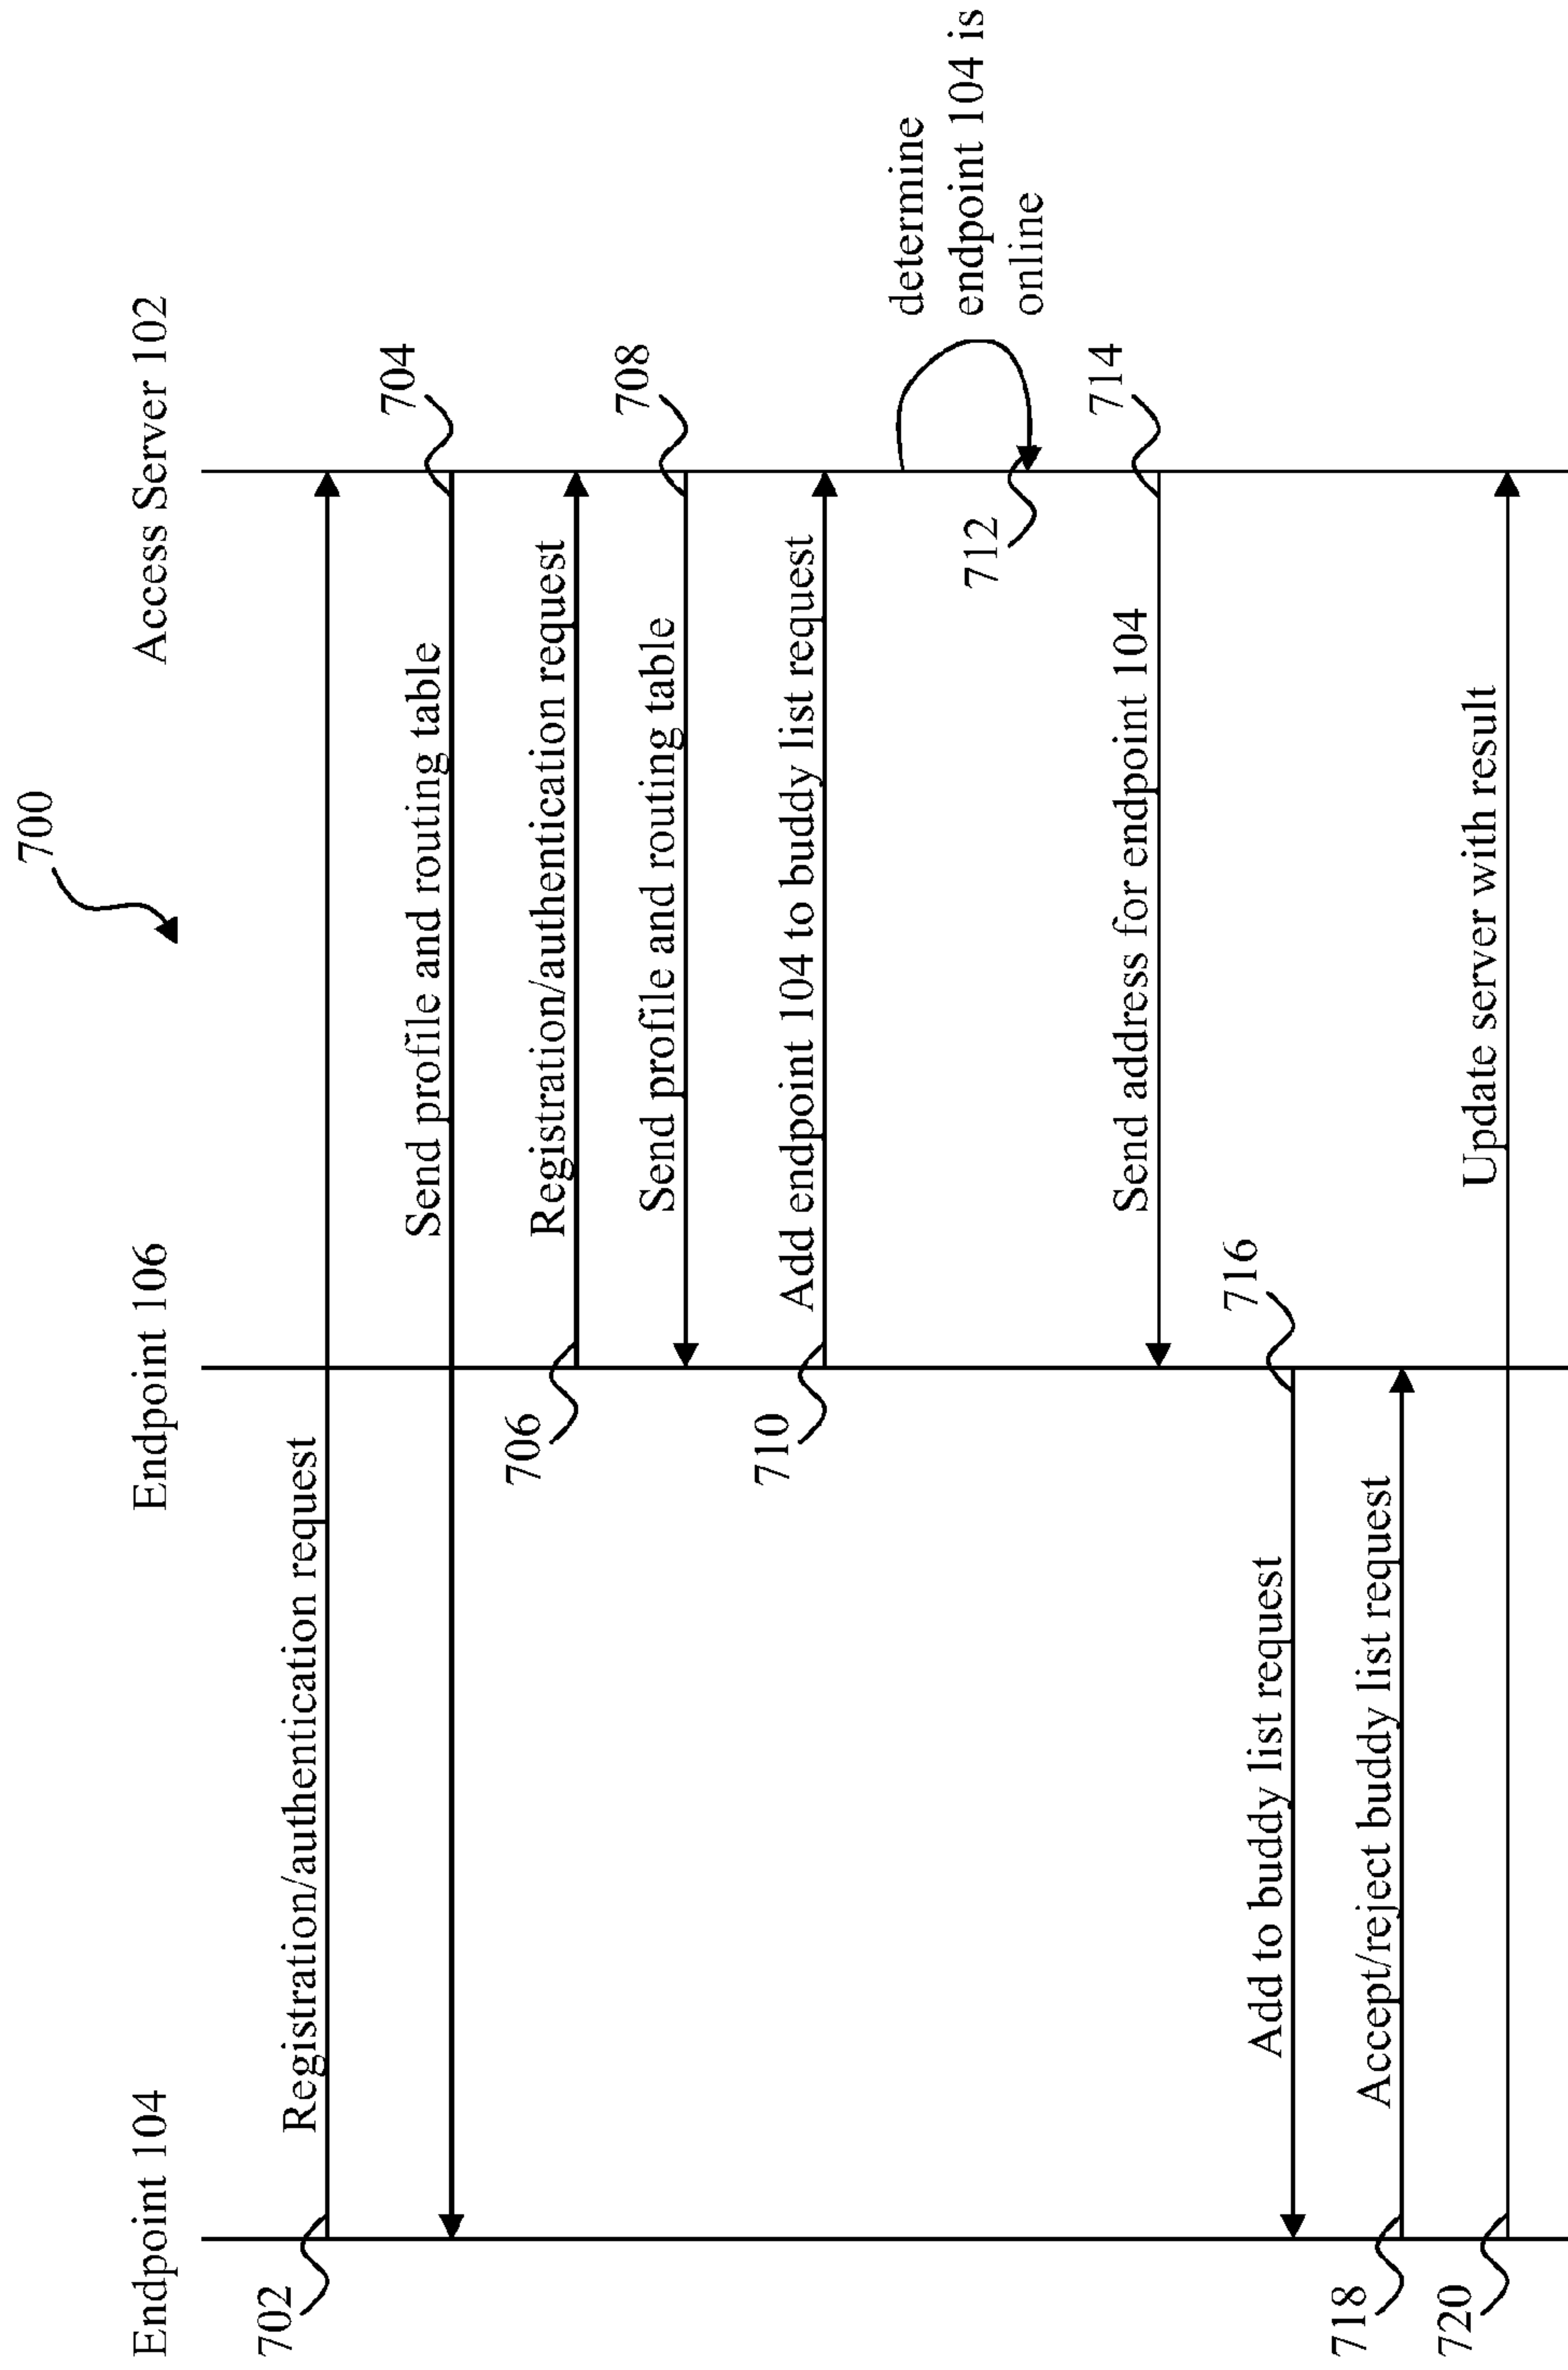 700
Endpoint 104
Endpoint 106
Access Server 102
702
Registration/authentication request
704
Send profile and routing table
706
Registration/authentication request
708
Send profile and routing table
710
Add endpoint 104 to buddy list request
determine
endpoint 104 is
online
712
714
Send address for endpoint 104
716
Add to buddy list request
718
Accept/reject buddy list request
720
Update server with result